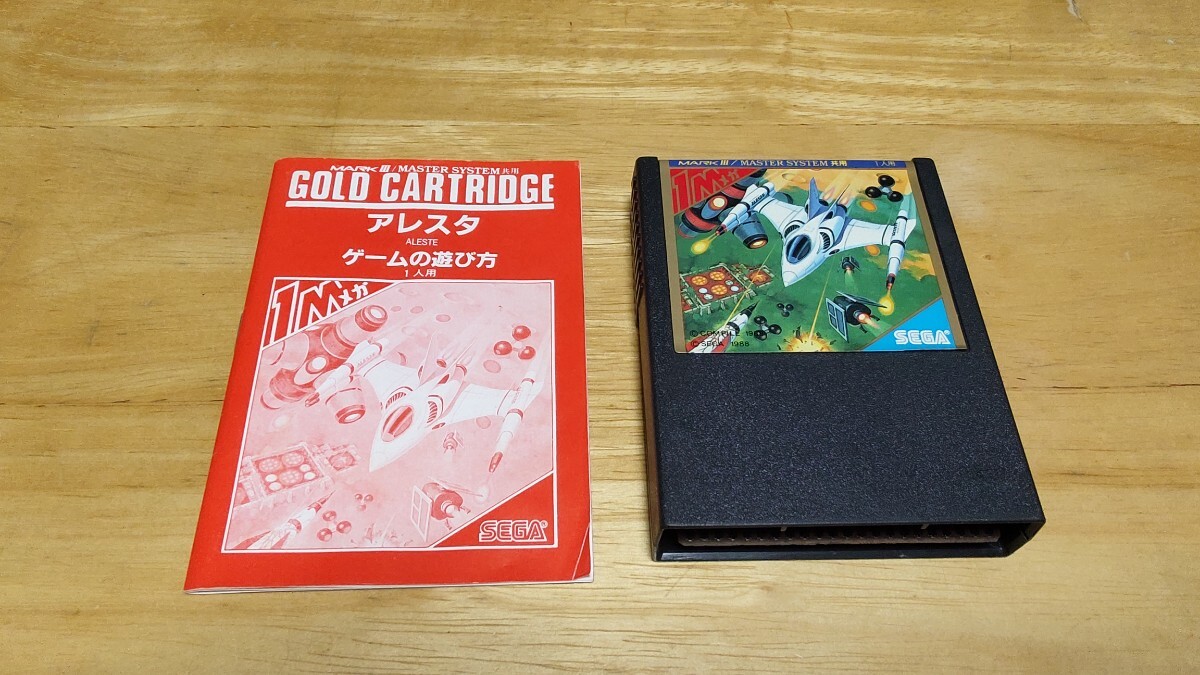 MARK III / MASTER SYSTEM 共用
GOLD CARTRIDGE
アレスタ
ALESTE
ゲームの遊び方
1人用
1Mメガ
SEGA®
MARK III / MASTER SYSTEM 共用 1人用
1Mメガ
© COMPILE
© SEGA 1988
SEGA